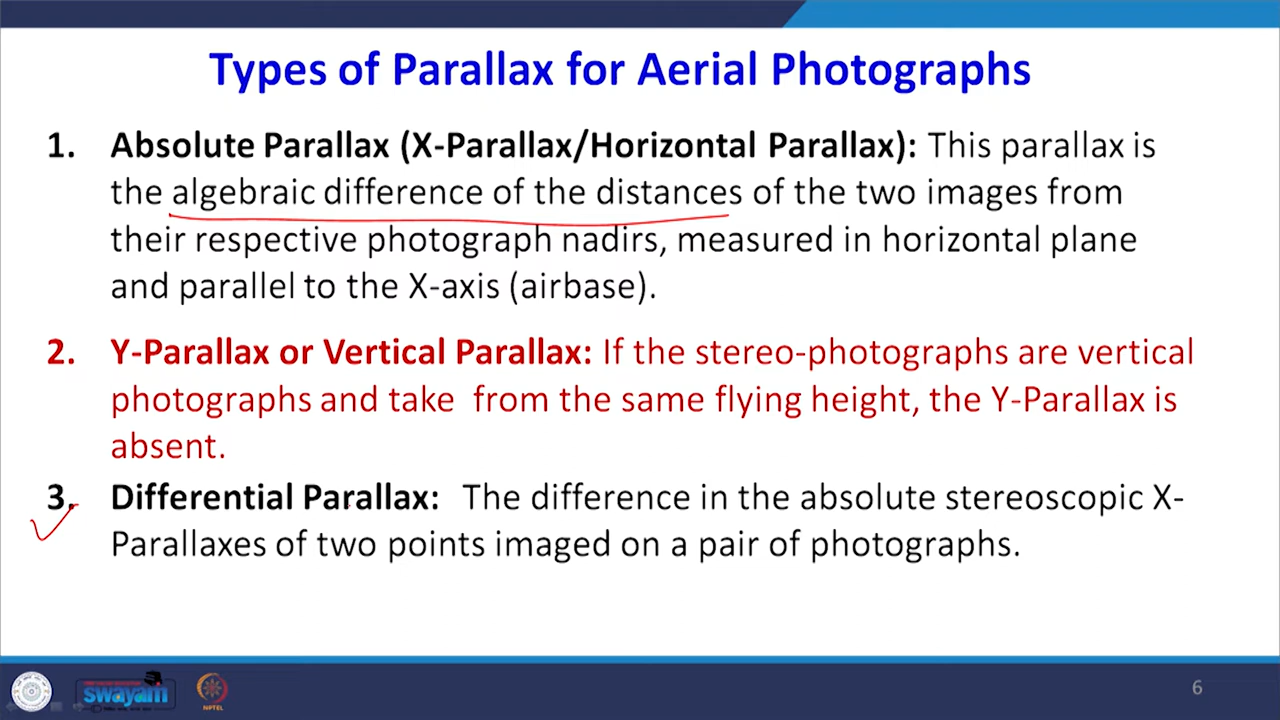 Types of Parallax for Aerial Photographs
1. Absolute Parallax (X-Parallax/Horizontal Parallax): This parallax is
the algebraic difference of the distances of the two images from
their respective photograph nadirs, measured in horizontal plane
and parallel to the X-axis (airbase).
2. Y-Parallax or Vertical Parallax: If the stereo-photographs are vertical
photographs and take from the same flying height, the Y-Parallax is
absent.
3. Differential Parallax: The difference in the absolute stereoscopic X-
Parallaxes of two points imaged on a pair of photographs.
swayam
NPTEL
6